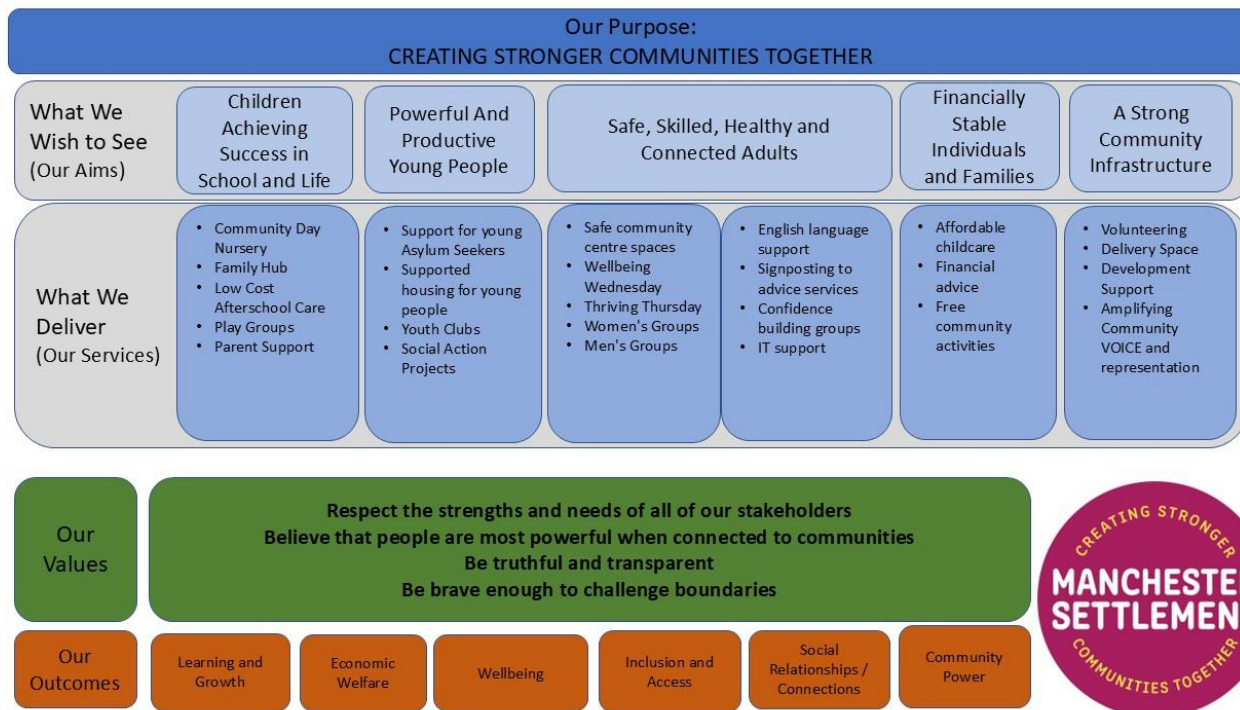 Our Purpose:
CREATING STRONGER COMMUNITIES TOGETHER
What We
Wish to See
(Our Aims)
Children
Achieving
Success in
School and Life
Powerful And
Productive
Young People
Safe, Skilled, Healthy and
Connected Adults
Financially
Stable
Individuals
and Families
A Strong
Community
Infrastructure
What We
Deliver
(Our Services)
• Community Day
Nursery
• Family Hub
• Low Cost
Afterschool Care
• Play Groups
• Parent Support
• Support for young
Asylum Seekers
• Supported
housing for young
people
• Youth Clubs
• Social Action
Projects
• Safe community
centre spaces
• Wellbeing
Wednesday
• Thriving Thursday
• Women's Groups
• Men's Groups
• English language
support
• Signposting to
advice services
• Confidence
building groups
• IT support
• Affordable
childcare
• Financial
advice
• Free
community
activities
• Volunteering
• Delivery Space
• Development
Support
• Amplifying
Community
VOICE and
representation
Our
Values
Respect the strengths and needs of all of our stakeholders
Believe that people are most powerful when connected to communities
Be truthful and transparent
Be brave enough to challenge boundaries
CREATING STRONGER
MANCHESTE
SETTLEMEN
COMMUNITIES TOGETHER
Our
Outcomes
Learning and
Growth
Economic
Welfare
Wellbeing
Inclusion and
Access
Social
Relationships /
Connections
Community
Power